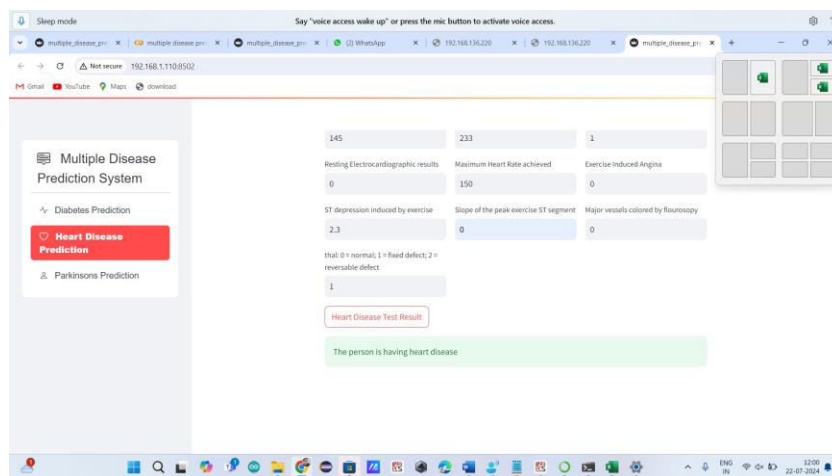 Sleep mode
Say "voice access wake up" or press the mic button to activate voice access.
multiple_disease_pre
multiple disease pre
multiple_disease_pre
(2) WhatsApp
192.168.136.220
192.168.136.220
multiple_disease_pre
Not secure 192.168.1.110:8502
Gmail YouTube Maps download
Multiple Disease
Prediction System
Diabetes Prediction
Heart Disease
Prediction
Parkinsons Prediction
145 233 1
Resting Electrocardiographic results Maximum Heart Rate achieved Exercise Induced Angina
0 150 0
ST depression induced by exercise Slope of the peak exercise ST segment Major vessels colored by flourosopy
2.3 0 0
thal: 0 = normal; 1 = fixed defect; 2 =
reversable defect
1
Heart Disease Test Result
The person is having heart disease
ENG
IN
12:00
22-07-2024